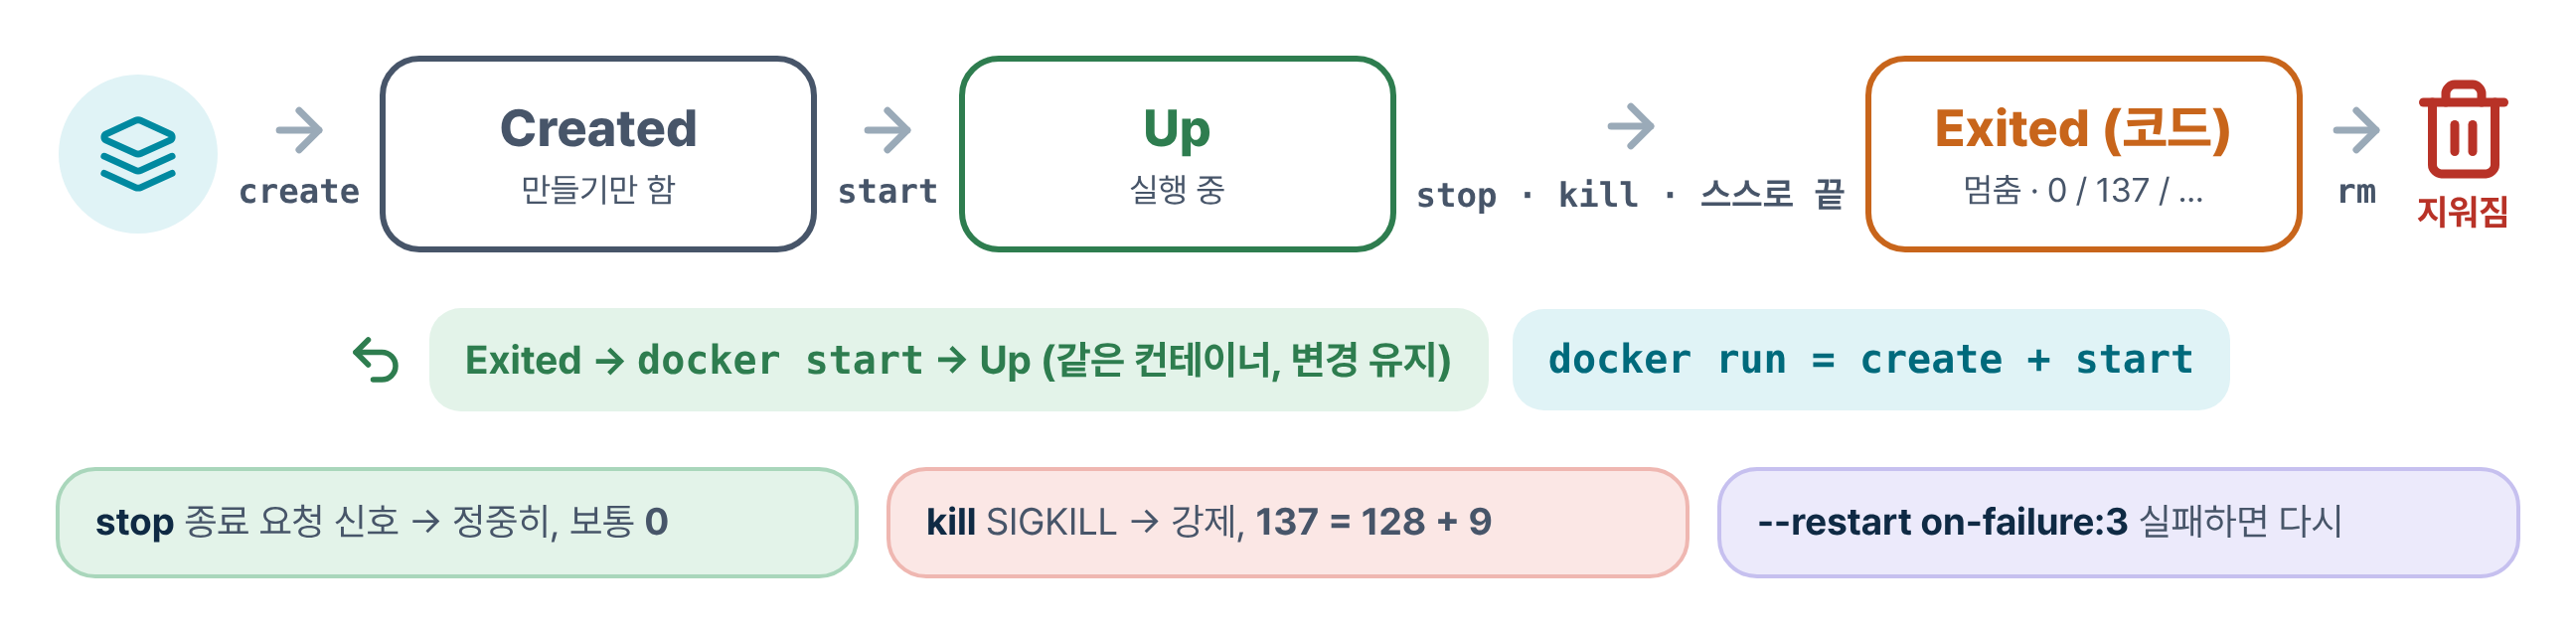 create
Created
만들기만 함
start
Up
실행 중
stop · kill · 스스로 끝
Exited (코드)
멈춤 · 0 / 137 / ...
rm
지워짐
Exited → docker start → Up (같은 컨테이너, 변경 유지)
docker run = create + start
stop 종료 요청 신호 → 정중히, 보통 0
kill SIGKILL → 강제, 137 = 128 + 9
--restart on-failure:3 실패하면 다시